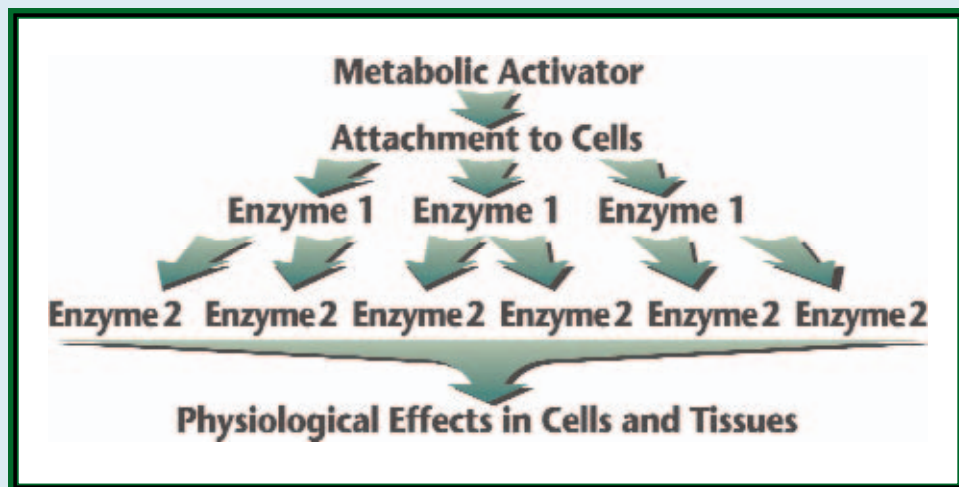 Metabolic Activator
Attachment to Cells
Enzyme 1 Enzyme 1 Enzyme 1
Enzyme 2 Enzyme 2 Enzyme 2 Enzyme 2 Enzyme 2 Enzyme 2
Physiological Effects in Cells and Tissues